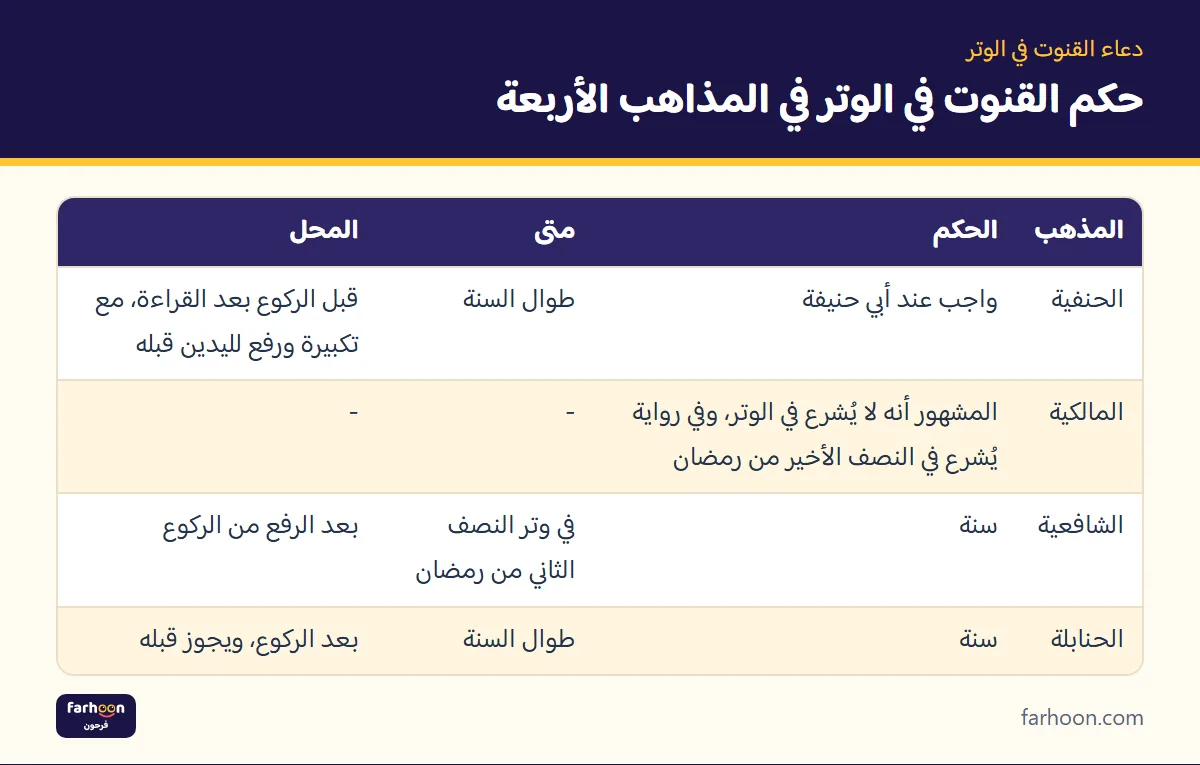 دعاء القنوت في الوتر
حكم القنوت في الوتر في المذاهب الأربعة
المذهب الحكم متى المحل
الحنفية واجب عند أبي حنيفة طوال السنة قبل الركوع بعد القراءة، مع
تكبيرة ورفع لليدين قبله
المالكية المشهور أنه لا يُشرع في الوتر، وفي رواية - -
يُشرع في النصف الأخير من رمضان
الشافعية سنة في وتر النصف بعد الرفع من الركوع
الثاني من رمضان
الحنابلة سنة طوال السنة بعد الركوع، ويجوز قبله
farhoon.com
farhoon
فرحون